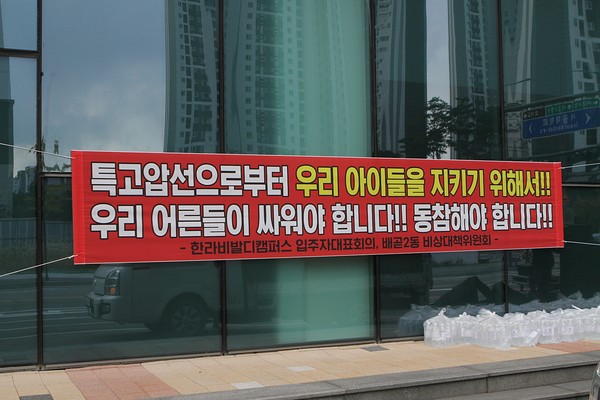 특고압선으로부터 우리 아이들을 지키기 위해서!!
우리 어른들이 싸워야 합니다!! 동참해야 합니다!!
- 한라비발디캠퍼스 입주자대표회의, 배곧2동 비상대책위원회 -